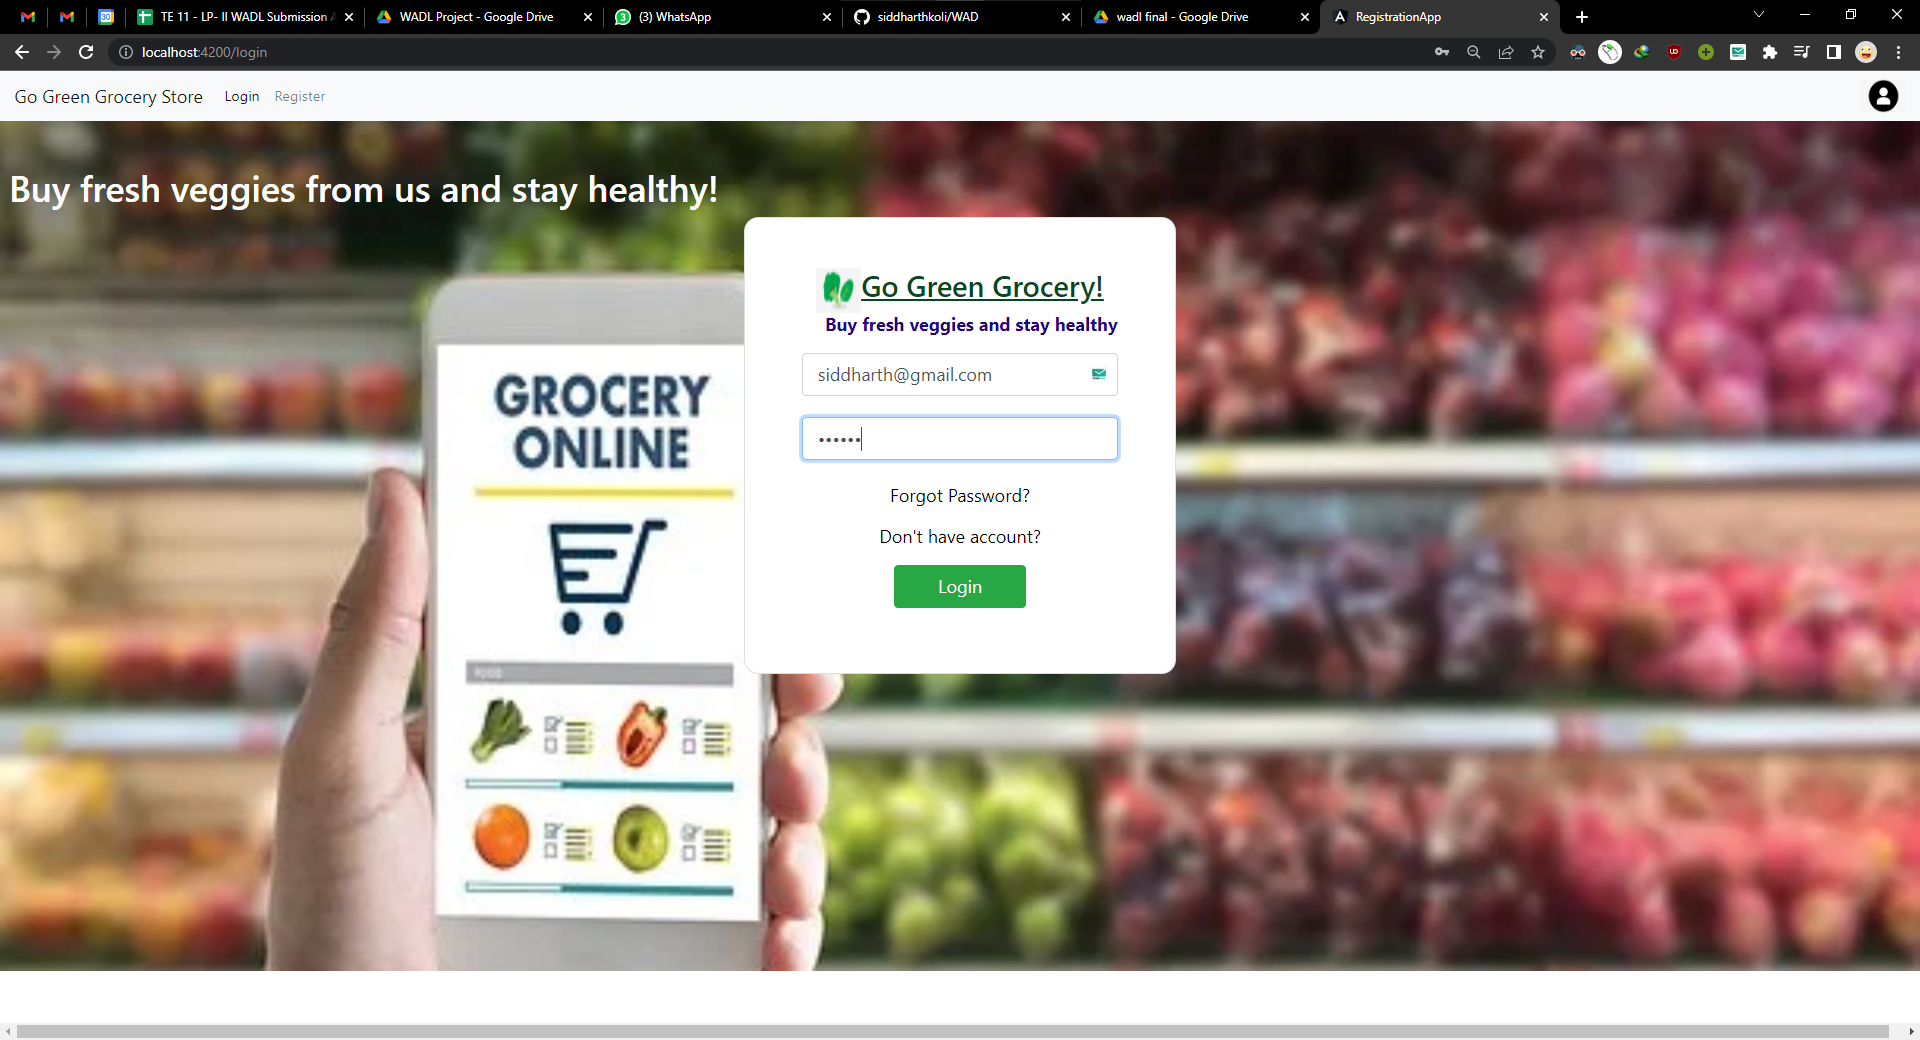 TE 11 - LP- II WADL Submission
WADL Project - Google Drive
(3) WhatsApp
siddharthkoli/WAD
wadl final - Google Drive
RegistrationApp
localhost:4200/login
Go Green Grocery Store
Login
Register
Buy fresh veggies from us and stay healthy!
Go Green Grocery!
Buy fresh veggies and stay healthy
siddharth@gmail.com
Forgot Password?
Don't have account?
Login
GROCERY
ONLINE
FOOD